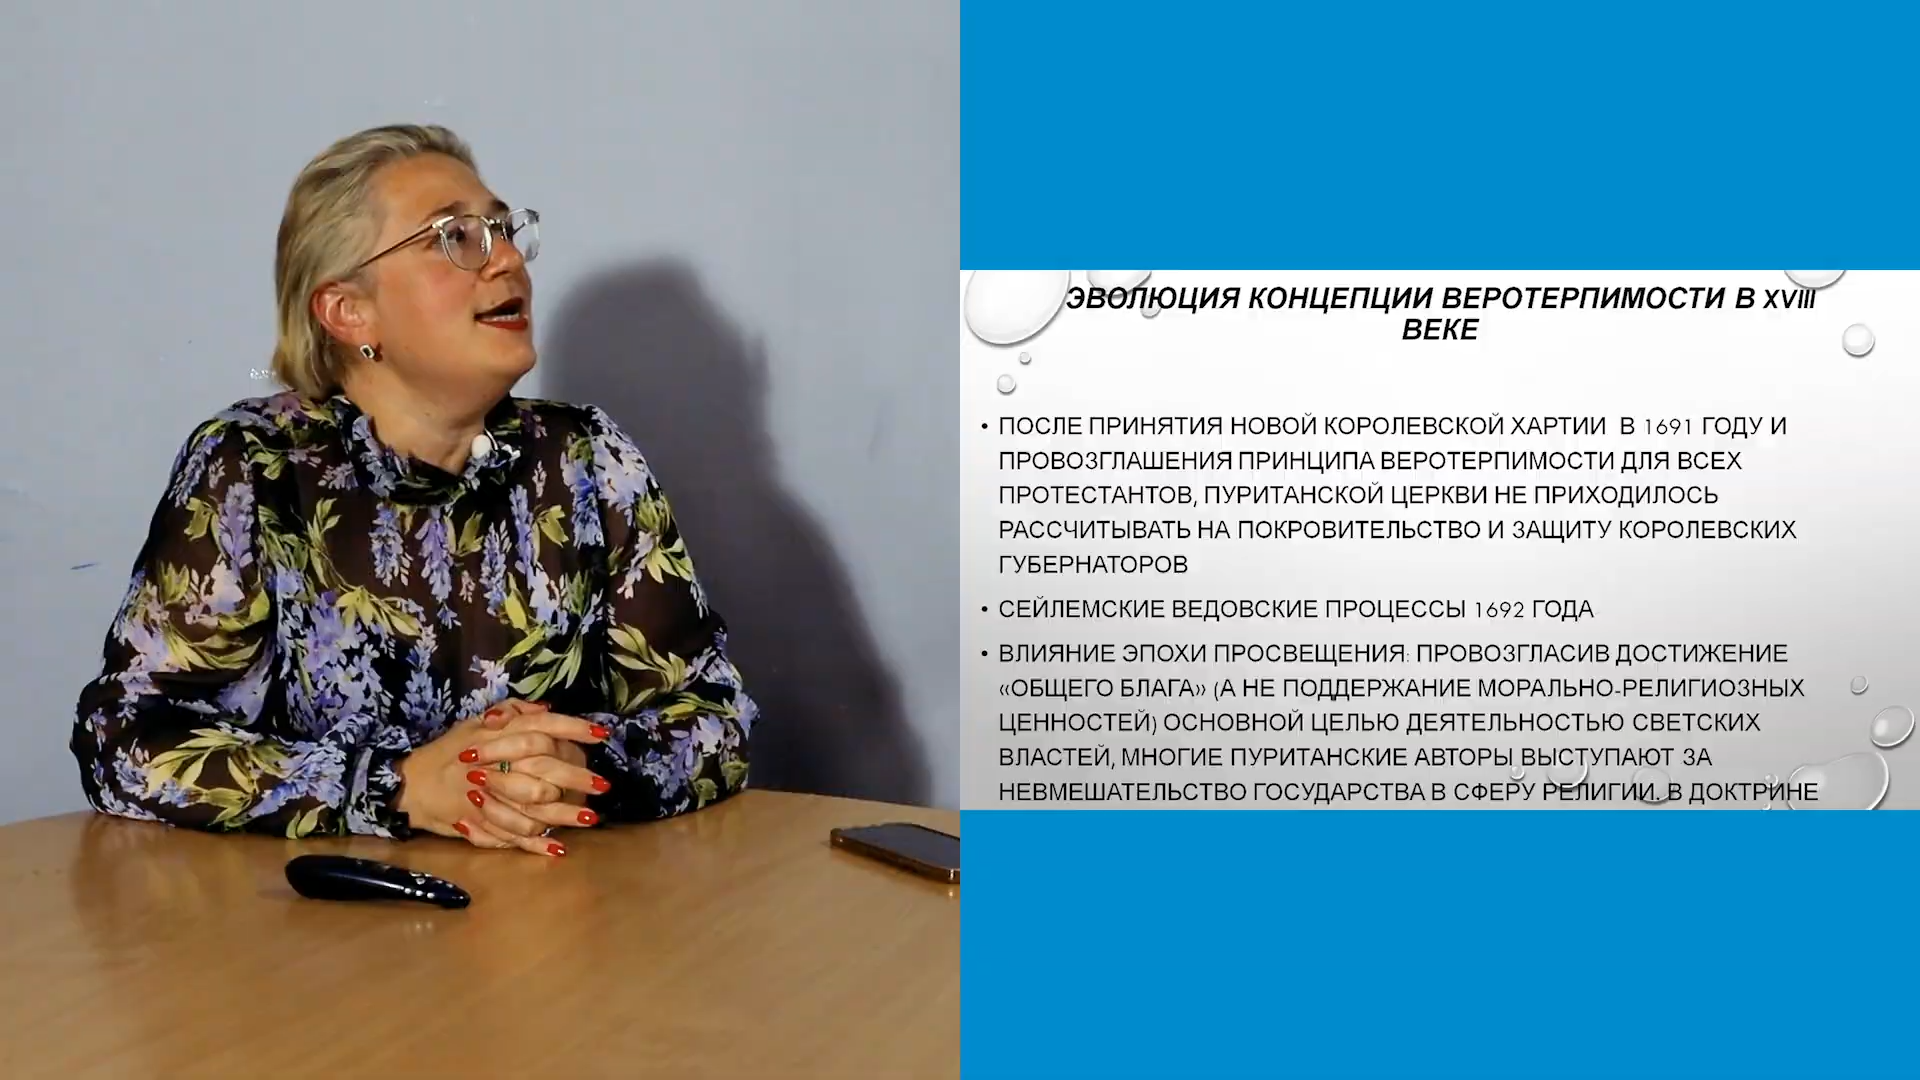 ЭВОЛЮЦИЯ КОНЦЕПЦИИ ВЕРОТЕРПИМОСТИ В XVIII
ВЕКЕ
• ПОСЛЕ ПРИНЯТИЯ НОВОЙ КОРОЛЕВСКОЙ ХАРТИИ В 1691 ГОДУ И
ПРОВОЗГЛАШЕНИЯ ПРИНЦИПА ВЕРОТЕРПИМОСТИ ДЛЯ ВСЕХ
ПРОТЕСТАНТОВ, ПУРИТАНСКОЙ ЦЕРКВИ НЕ ПРИХОДИЛОСЬ
РАССЧИТЫВАТЬ НА ПОКРОВИТЕЛЬСТВО И ЗАЩИТУ КОРОЛЕВСКИХ
ГУБЕРНАТОРОВ
• СЕЙЛЕМСКИЕ ВЕДОВСКИЕ ПРОЦЕССЫ 1692 ГОДА
• ВЛИЯНИЕ ЭПОХИ ПРОСВЕЩЕНИЯ: ПРОВОЗГЛАСИВ ДОСТИЖЕНИЕ
«ОБЩЕГО БЛАГА» (А НЕ ПОДДЕРЖАНИЕ МОРАЛЬНО-РЕЛИГИОЗНЫХ
ЦЕННОСТЕЙ) ОСНОВНОЙ ЦЕЛЬЮ ДЕЯТЕЛЬНОСТЬЮ СВЕТСКИХ
ВЛАСТЕЙ, МНОГИЕ ПУРИТАНСКИЕ АВТОРЫ ВЫСТУПАЮТ ЗА
НЕВМЕШАТЕЛЬСТВО ГОСУДАРСТВА В СФЕРУ РЕЛИГИИ. В ДОКТРИНЕ